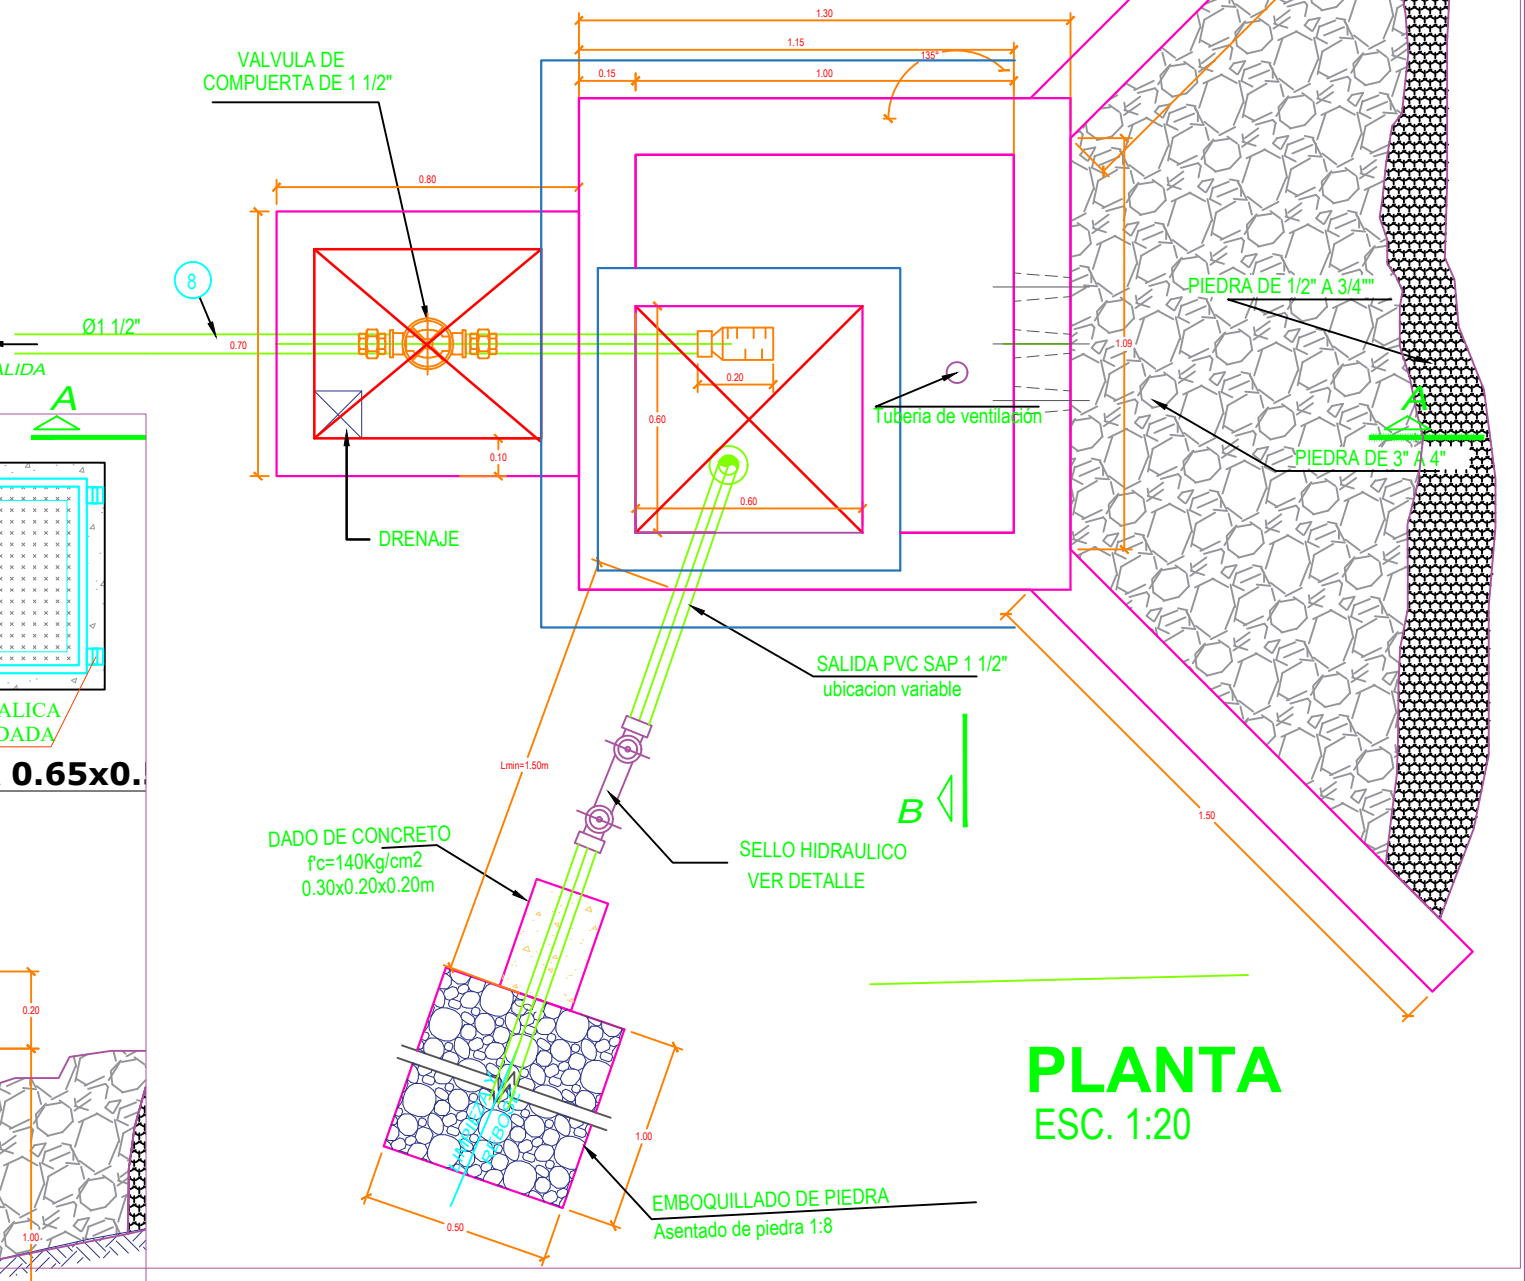 1.30
1.15
0.15
1.00
135°
VALVULA DE
COMPUERTA DE 1 1/2"
0.80
8
Ø1 1/2"
0.70
ALIDA
A
PIEDRA DE 1/2" A 3/4""
1.09
0.20
0.60
Tuberia de ventilación
A
PIEDRA DE 3" A 4"
0.10
0.60
DRENAJE
SALIDA PVC SAP 1 1/2"
ubicacion variable
ALICA
DADA
0.65x0.
Lmin=1.50m
B
1.50
DADO DE CONCRETO
f'c=140Kg/cm2
0.30x0.20x0.20m
SELLO HIDRAULICO
VER DETALLE
0.20
PLANTA
ESC. 1:20
LIMPIEZA Y
REBOSE
1.00
EMBOQUILLADO DE PIEDRA
Asentado de piedra 1:8
0.50
1.00